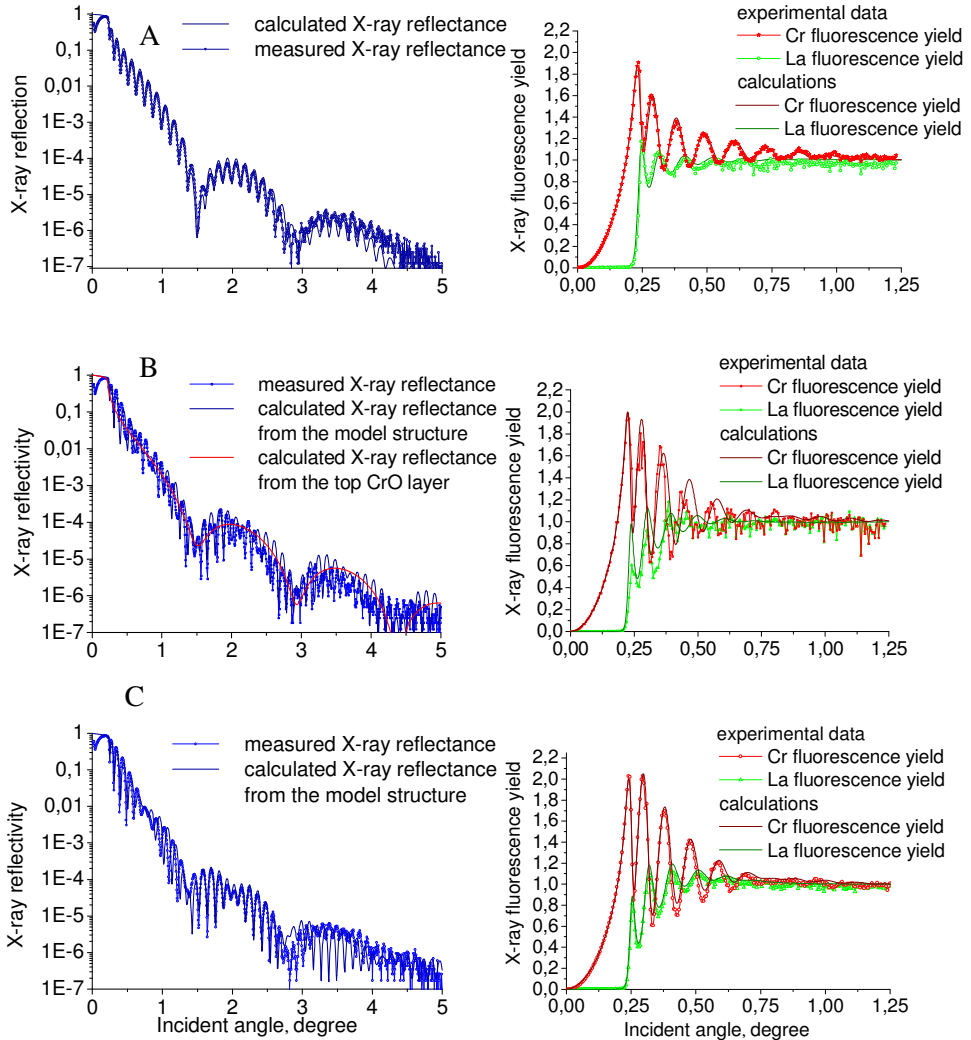 A
calculated X-ray reflectance
measured X-ray reflectance
X-ray reflection
1
0,1
0,01
1E-3
1E-4
1E-5
1E-6
1E-7
0 1 2 3 4 5
experimental data
Cr fluorescence yield
La fluorescence yield
calculations
Cr fluorescence yield
La fluorescence yield
X-ray fluorescence yield
2,2
2,0
1,8
1,6
1,4
1,2
1,0
0,8
0,6
0,4
0,2
0,0
0,00 0,25 0,50 0,75 1,00 1,25
B
measured X-ray reflectance
calculated X-ray reflectance
from the model structure
calculated X-ray reflectance
from the top CrO layer
X-ray reflectivity
1
0,1
0,01
1E-3
1E-4
1E-5
1E-6
1E-7
0 1 2 3 4 5
experimental data
Cr fluorescence yield
La fluorescence yield
calculations
Cr fluorescence yield
La fluorescence yield
X-ray fluorescence yield
2,2
2,0
1,8
1,6
1,4
1,2
1,0
0,8
0,6
0,4
0,2
0,0
0,00 0,25 0,50 0,75 1,00 1,25
C
measured X-ray reflectance
calculated X-ray reflectance
from the model structure
X-ray reflectivity
1
0,1
0,01
1E-3
1E-4
1E-5
1E-6
1E-7
0 1 2 3 4 5
Incident angle, degree
experimental data
Cr fluorescence yield
La fluorescence yield
calculations
Cr fluorescence yield
La fluorescence yield
X-ray fluorescence yield
2,2
2,0
1,8
1,6
1,4
1,2
1,0
0,8
0,6
0,4
0,2
0,0
0,00 0,25 0,50 0,75 1,00 1,25
Incident angle, degree